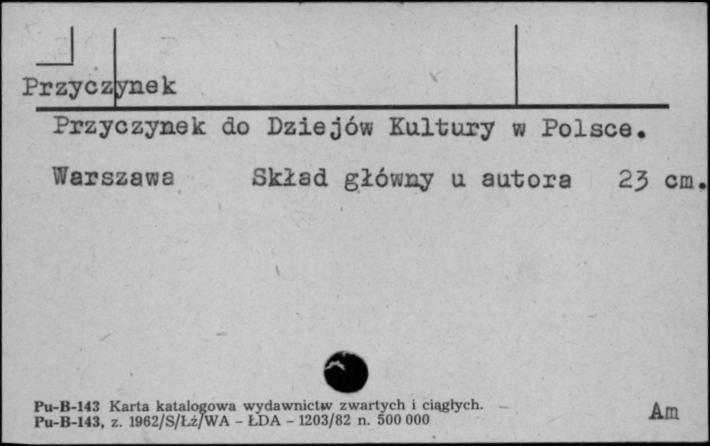 Przyczynek
Przyczynek do Dziejów Kultury w Polsce.
Warszawa Skład główny u autora 23 cm.
Pu-B-143 Karta katalogowa wydawnictw zwartych i ciągłych.
Pu-B-143, z. 1962/S/Łż/WA – ŁDA – 1203/82 n. 500 000
Am